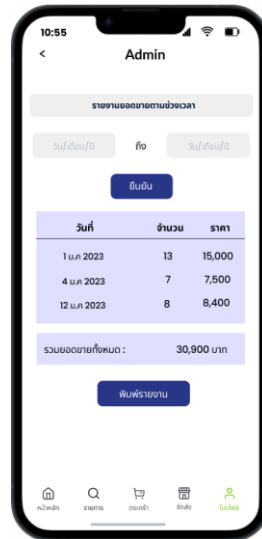 10:55
< Admin
รายงานยอดขายตามช่วงเวลา
วัน/เดือน/ปี ถึง วัน/เดือน/ปี
ยืนยัน
วันที่ จำนวน ราคา
1 ม.ค 2023 13 15,000
4 ม.ค 2023 7 7,500
12 ม.ค 2023 8 8,400
รวมยอดขายทั้งหมด : 30,900 บาท
พิมพ์รายงาน
หน้าหลัก รายการ ตะกร้า จัดส่ง โปรไฟล์